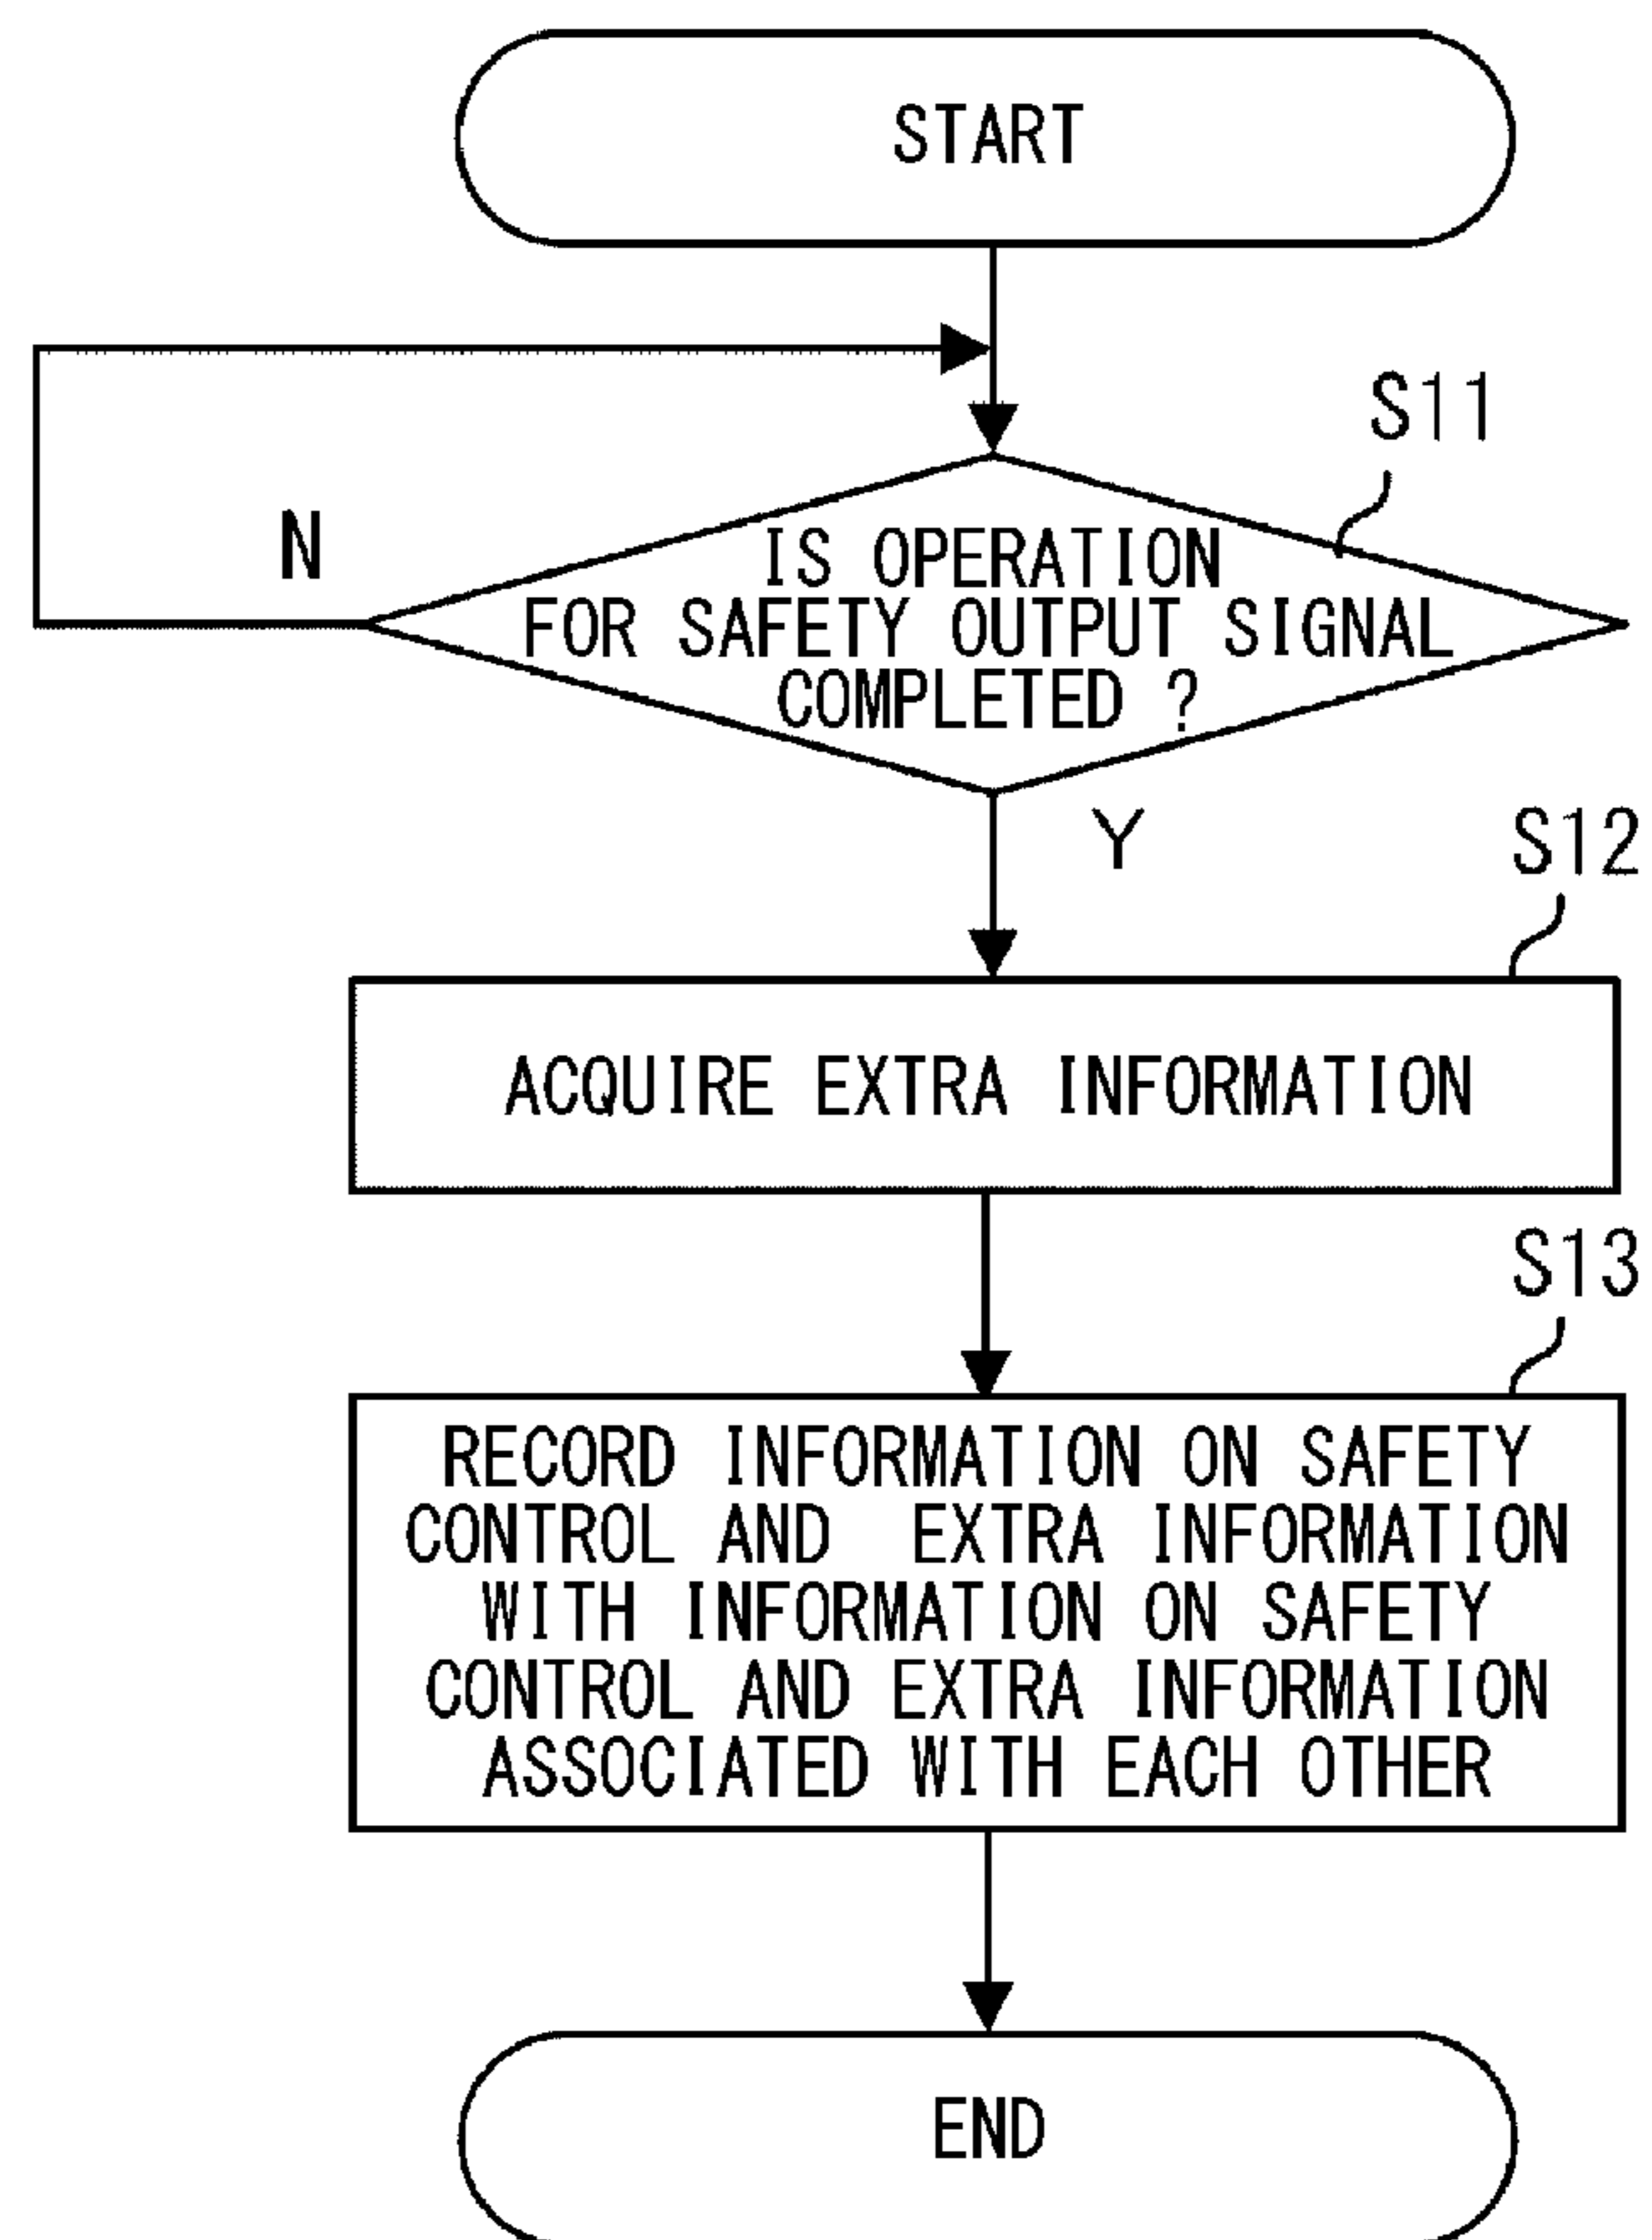 START
S11
N
IS OPERATION
FOR SAFETY OUTPUT SIGNAL
COMPLETED ?
Y
S12
ACQUIRE EXTRA INFORMATION
S13
RECORD INFORMATION ON SAFETY
CONTROL AND EXTRA INFORMATION
WITH INFORMATION ON SAFETY
CONTROL AND EXTRA INFORMATION
ASSOCIATED WITH EACH OTHER
END